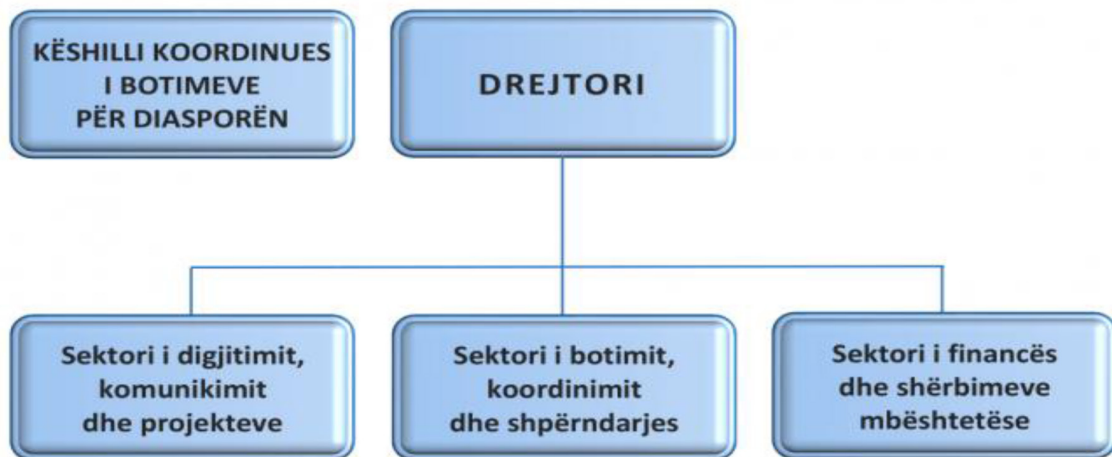 KËSHILLI KOORDINUES
I BOTIMEVE
PËR DIASPORËN
DREJTORI
Sektori i digjitimit,
komunikimit
dhe projekteve
Sektori i botimit,
koordinimit
dhe shpërndarjes
Sektori i financës
dhe shërbimeve
mbështetëse